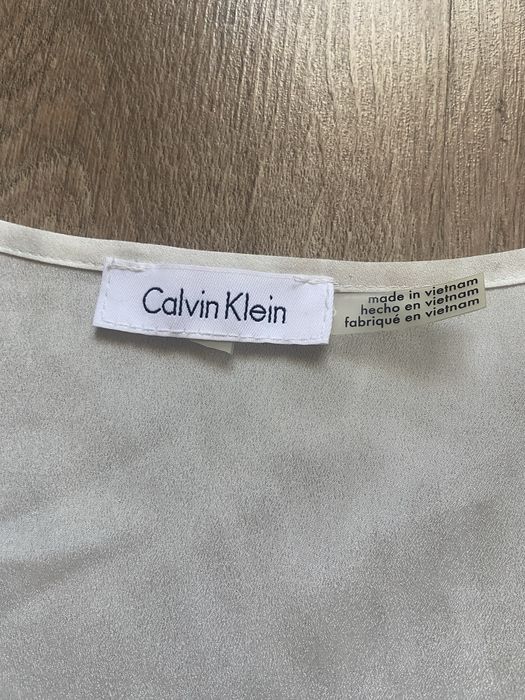 Calvin Klein
made in vietnam
hecho en vietnam
fabriqué en vietnam